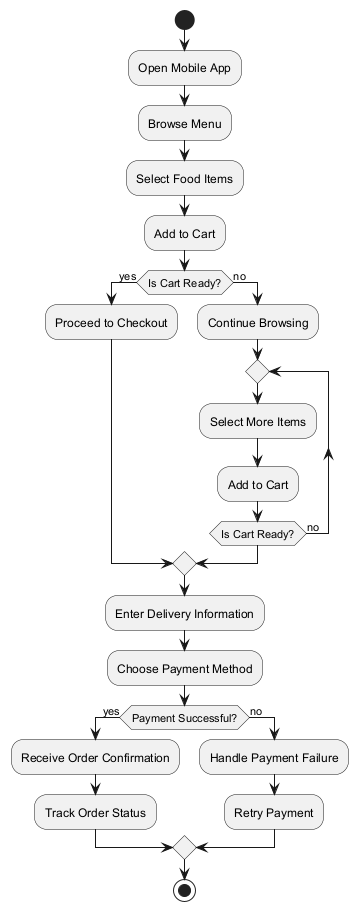 Open Mobile App
Browse Menu
Select Food Items
Add to Cart
yes
Is Cart Ready?
no
Proceed to Checkout
Continue Browsing
Select More Items
Add to Cart
Is Cart Ready?
no
Enter Delivery Information
Choose Payment Method
yes
Payment Successful?
no
Receive Order Confirmation
Handle Payment Failure
Track Order Status
Retry Payment